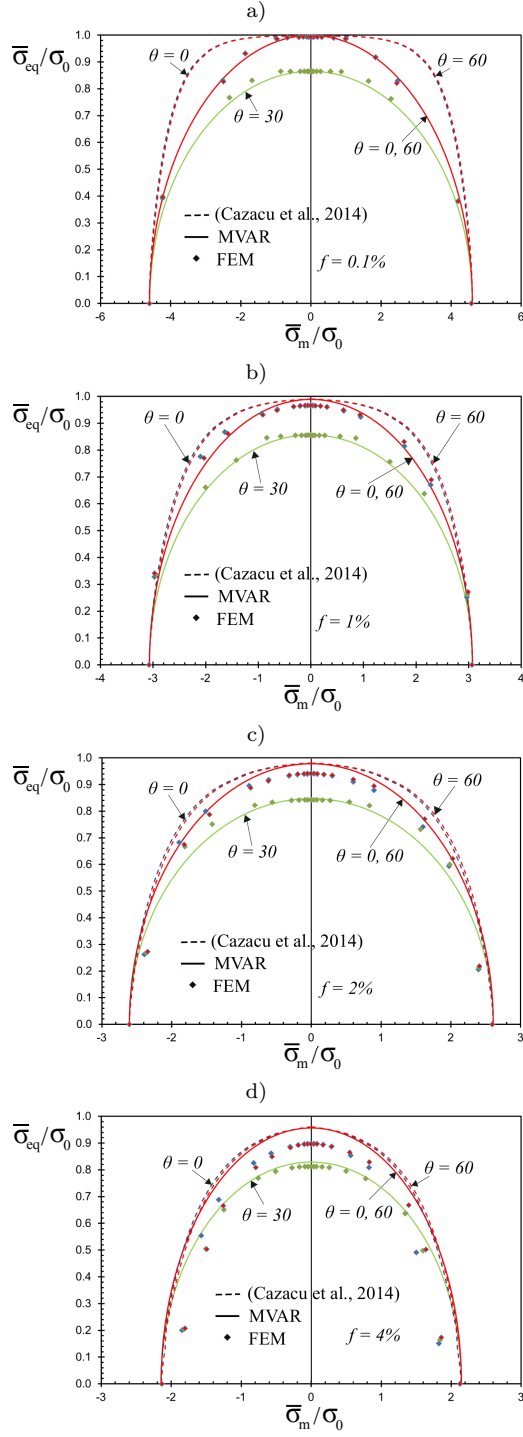 a)
σ̅eq/σ0
1.0
0.9
0.8
0.7
0.6
0.5
0.4
0.3
0.2
0.1
0.0
θ = 0
θ = 60
θ = 30
θ = 0, 60
(Cazacu et al., 2014)
MVAR
FEM
f = 0.1%
-6 -4 -2 0 2 4 6
σ̅m/σ0
b)
σ̅eq/σ0
1.0
0.9
0.8
0.7
0.6
0.5
0.4
0.3
0.2
0.1
0.0
θ = 0
θ = 60
θ = 30
θ = 0, 60
(Cazacu et al., 2014)
MVAR
FEM
f = 1%
-4 -3 -2 -1 0 1 2 3 4
σ̅m/σ0
c)
σ̅eq/σ0
1.0
0.9
0.8
0.7
0.6
0.5
0.4
0.3
0.2
0.1
0.0
θ = 0
θ = 60
θ = 30
θ = 0, 60
(Cazacu et al., 2014)
MVAR
FEM
f = 2%
-3 -2 -1 0 1 2 3
σ̅m/σ0
d)
σ̅eq/σ0
1.0
0.9
0.8
0.7
0.6
0.5
0.4
0.3
0.2
0.1
0.0
θ = 0
θ = 60
θ = 30
θ = 0, 60
(Cazacu et al., 2014)
MVAR
FEM
f = 4%
-3 -2 -1 0 1 2 3
σ̅m/σ0